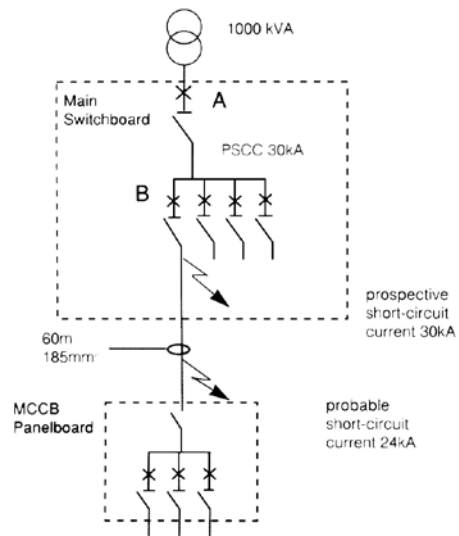 1000 kVA
A
Main
Switchboard
PSCC 30kA
B
prospective
short-circuit
current 30kA
60m
185mm²
MCCB
Panelboard
probable
short-circuit
current 24kA